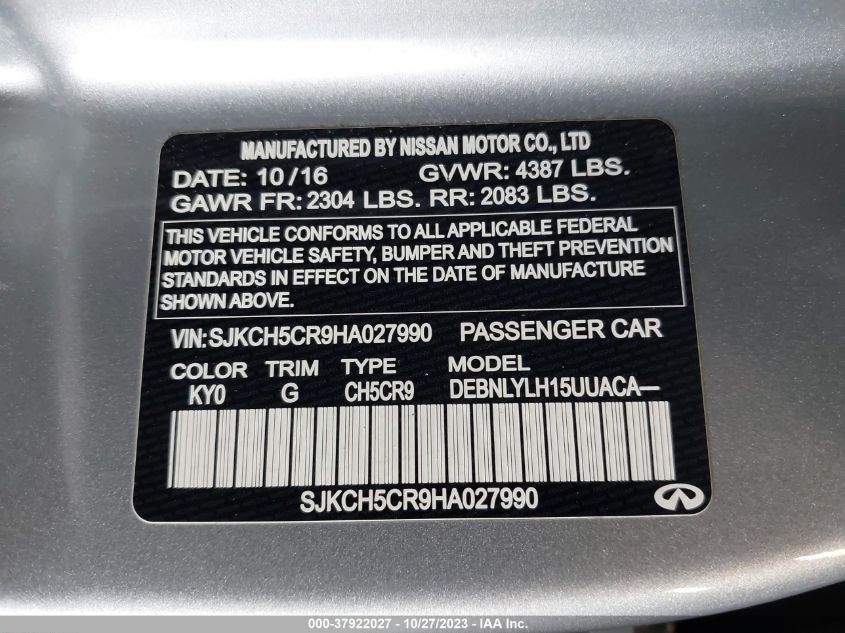 MANUFACTURED BY NISSAN MOTOR CO., LTD
DATE: 10/16 GVWR: 4387 LBS.
GAWR FR: 2304 LBS. RR: 2083 LBS.
THIS VEHICLE CONFORMS TO ALL APPLICABLE FEDERAL
MOTOR VEHICLE SAFETY, BUMPER AND THEFT PREVENTION
STANDARDS IN EFFECT ON THE DATE OF MANUFACTURE
SHOWN ABOVE.
VIN: SJKCH5CR9HA027990 PASSENGER CAR
COLOR TRIM TYPE MODEL
KY0 G CH5CR9 DEBNLYLH15UUACA—
SJKCH5CR9HA027990
000-37922027 - 10/27/2023 - IAA Inc.